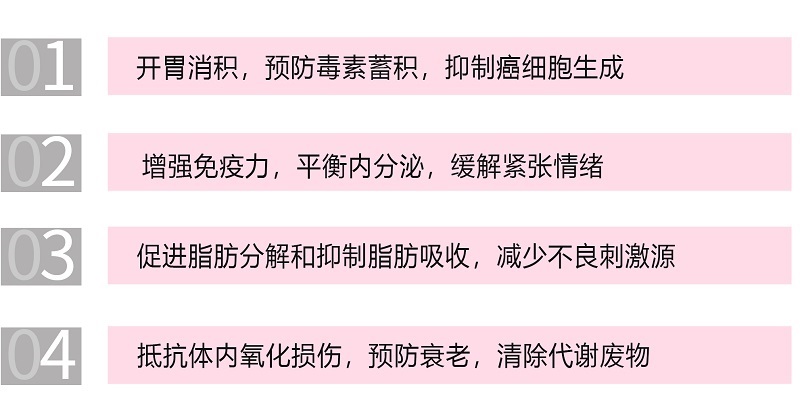 01 开胃消积，预防毒素蓄积，抑制癌细胞生成
02 增强免疫力，平衡内分泌，缓解紧张情绪
03 促进脂肪分解和抑制脂肪吸收，减少不良刺激源
04 抵抗体内氧化损伤，预防衰老，清除代谢废物